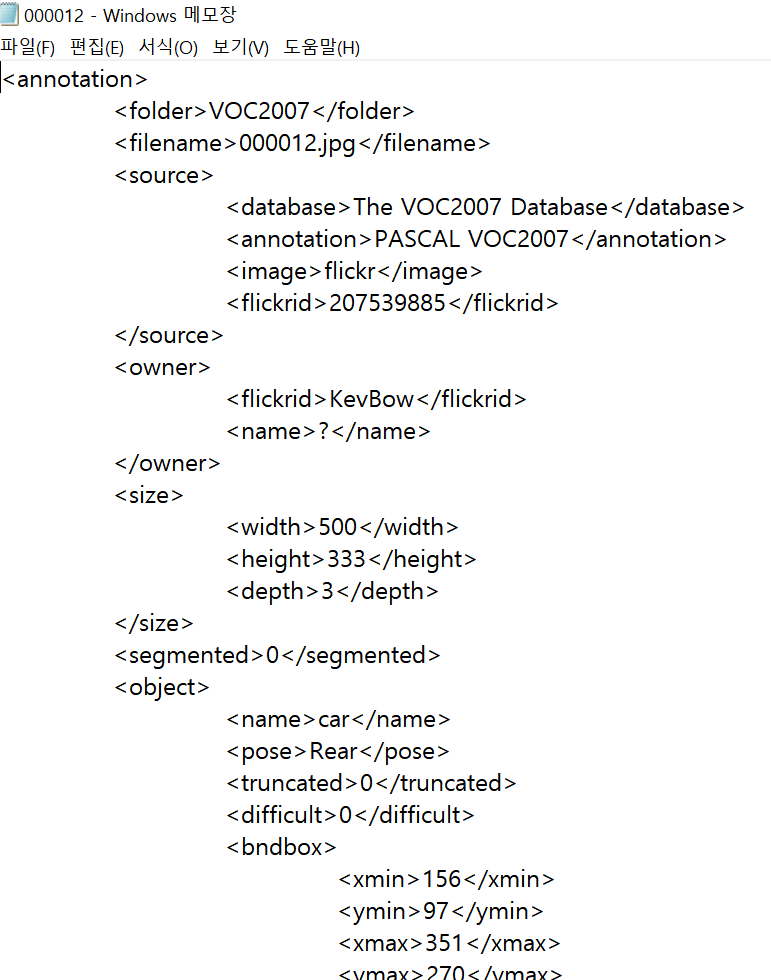 000012 - Windows 메모장
파일(F) 편집(E) 서식(O) 보기(V) 도움말(H)
<annotation>
<folder>VOC2007</folder>
<filename>000012.jpg</filename>
<source>
<database>The VOC2007 Database</database>
<annotation>PASCAL VOC2007</annotation>
<image>flickr</image>
<flickrid>207539885</flickrid>
</source>
<owner>
<flickrid>KevBow</flickrid>
<name>?</name>
</owner>
<size>
<width>500</width>
<height>333</height>
<depth>3</depth>
</size>
<segmented>0</segmented>
<object>
<name>car</name>
<pose>Rear</pose>
<truncated>0</truncated>
<difficult>0</difficult>
<bndbox>
<xmin>156</xmin>
<ymin>97</ymin>
<xmax>351</xmax>
<ymax>270</ymax>